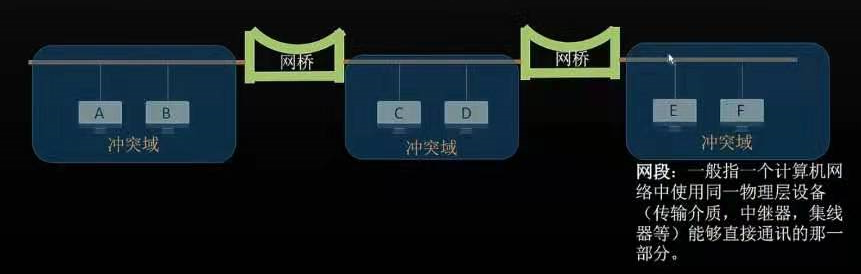 网桥
网桥
A
B
C
D
E
F
冲突域
冲突域
冲突域
网段：一般指一个计算机网
络中使用同一物理层设备
（传输介质，中继器，集线
器等）能够直接通讯的那一
部分。